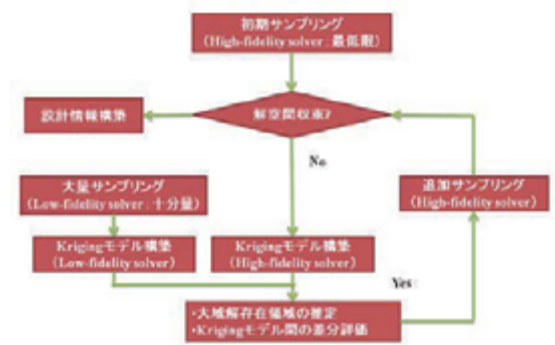 初期サンプリング
(High-fidelity solver : 最低限)
解空間収束?
設計情報構築
No
大量サンプリング
(Low-fidelity solver : 十分量)
追加サンプリング
(High-fidelity solver)
Krigingモデル構築
(Low-fidelity solver)
Krigingモデル構築
(High-fidelity solver)
Yes
・大域解存在領域の推定
・Krigingモデル間の差分評価